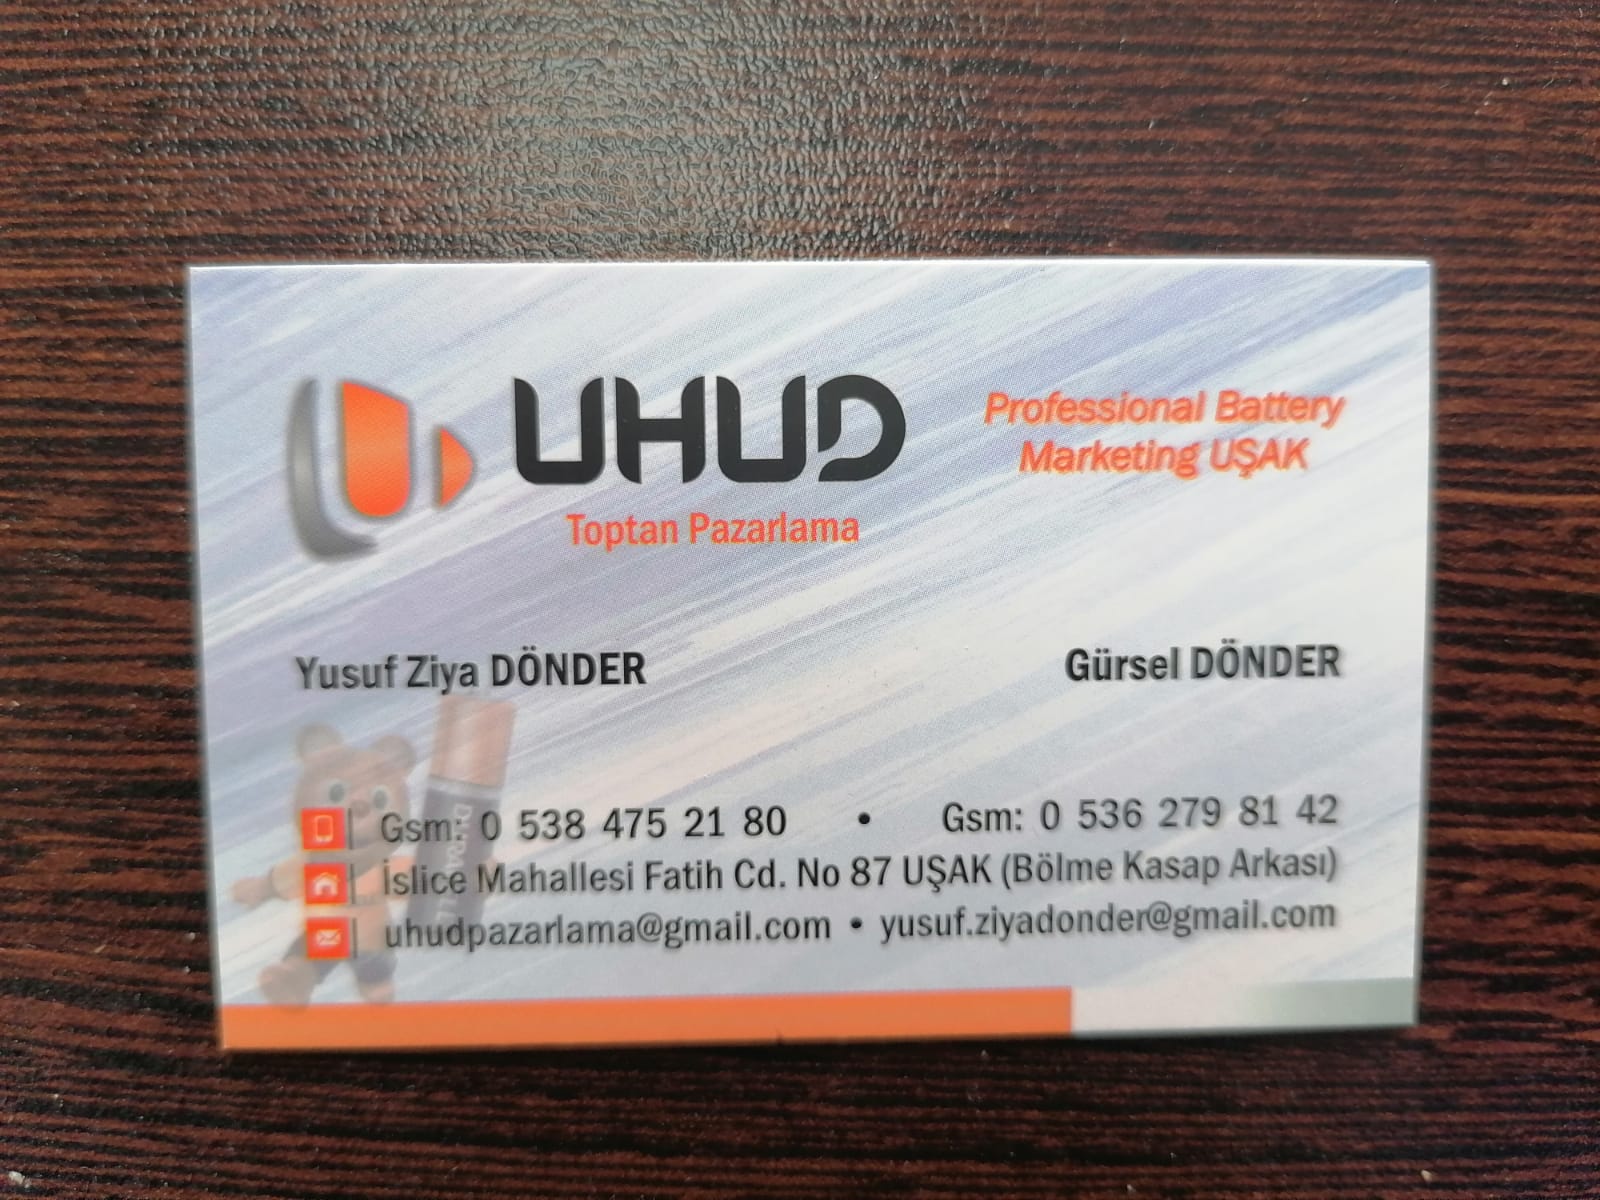 UHUD
Toptan Pazarlama
Professional Battery
Marketing UŞAK
Yusuf Ziya DÖNDER
Gürsel DÖNDER
Gsm: 0 538 475 21 80 • Gsm: 0 536 279 81 42
İslice Mahallesi Fatih Cd. No 87 UŞAK (Bölme Kasap Arkası)
uhudpazarlama@gmail.com • yusuf.ziyadonder@gmail.com